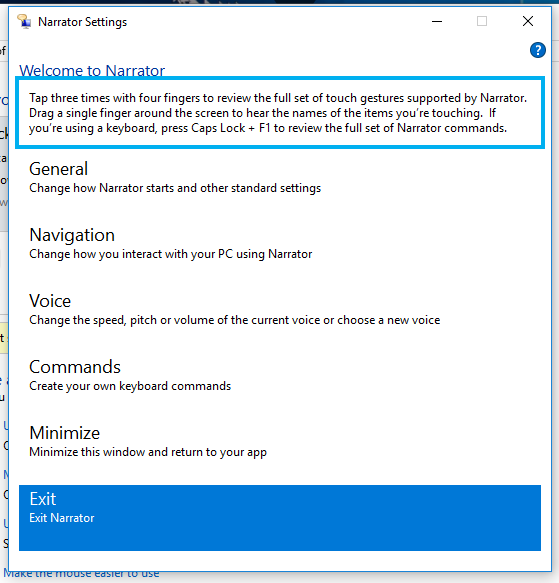 Narrator Settings
?
Welcome to Narrator
Tap three times with four fingers to review the full set of touch gestures supported by Narrator.
Drag a single finger around the screen to hear the names of the items you're touching.  If
you're using a keyboard, press Caps Lock + F1 to review the full set of Narrator commands.
General
Change how Narrator starts and other standard settings
Navigation
Change how you interact with your PC using Narrator
Voice
Change the speed, pitch or volume of the current voice or choose a new voice
Commands
Create your own keyboard commands
Minimize
Minimize this window and return to your app
Exit
Exit Narrator
Make the mouse easier to use